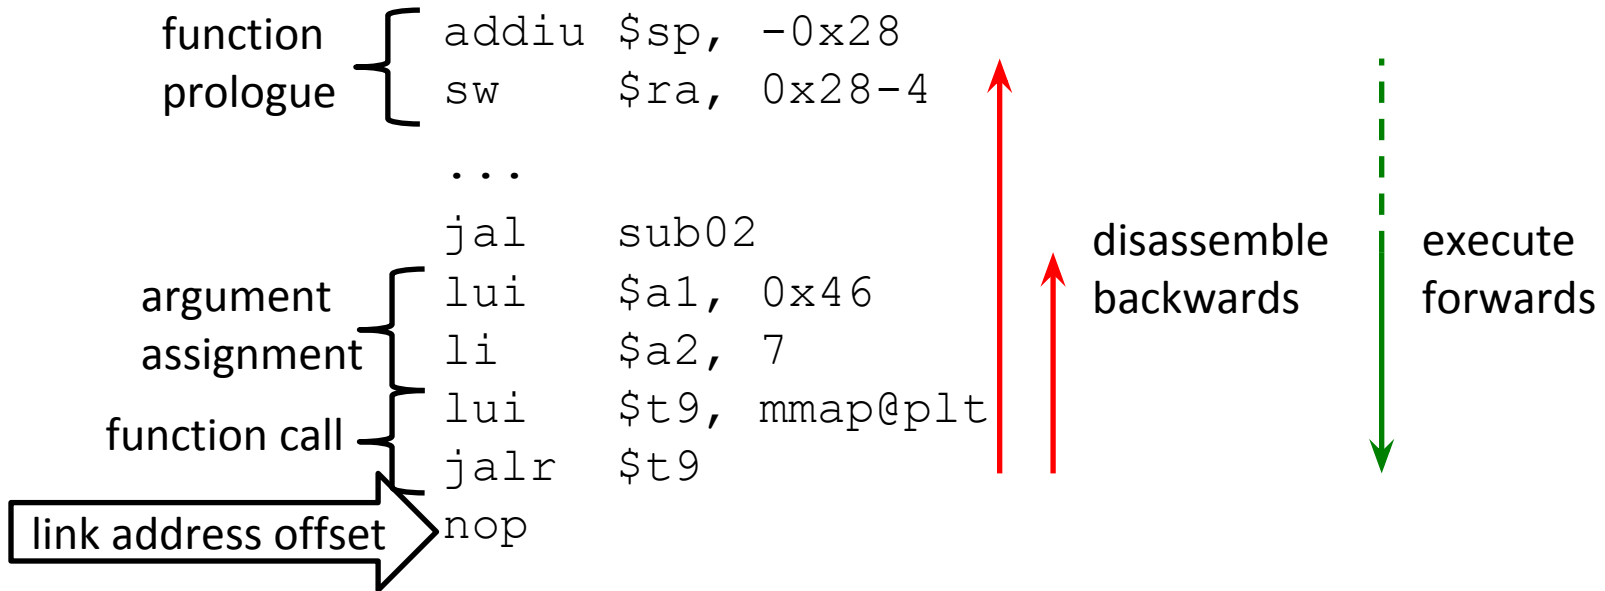 function
prologue
addiu $sp, -0x28
sw $ra, 0x28-4
...
jal sub02
argument
assignment
lui $a1, 0x46
li $a2, 7
function call
lui $t9, mmap@plt
jalr $t9
link address offset
nop
disassemble
backwards
execute
forwards